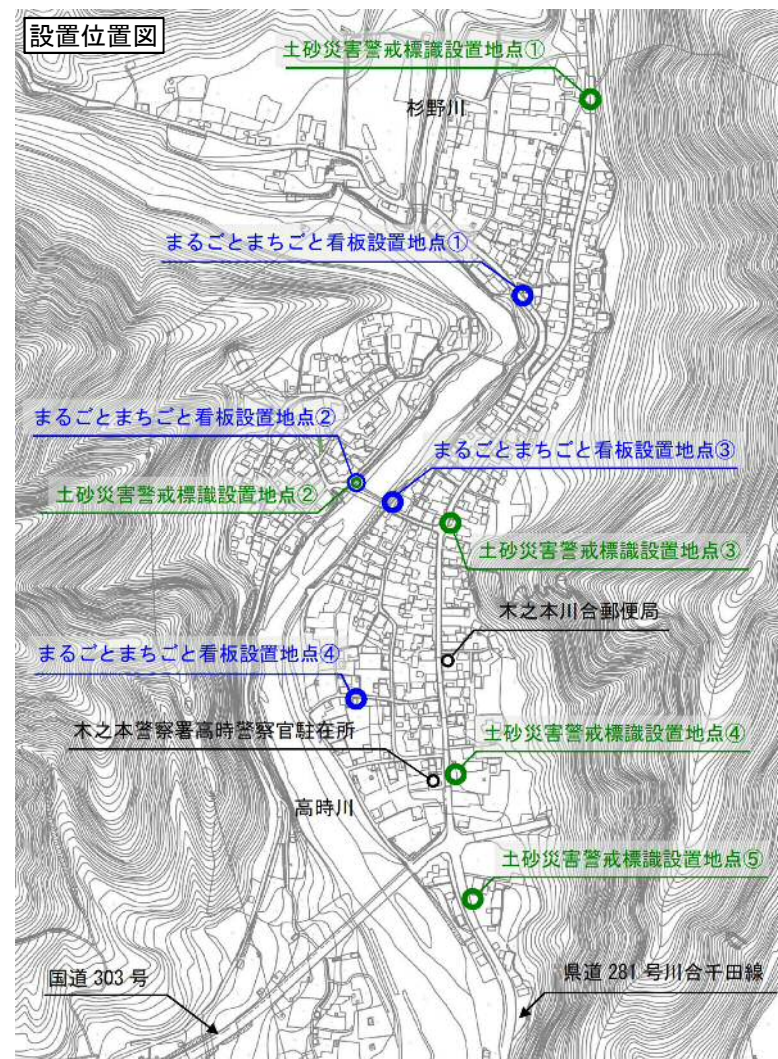 設置位置図
土砂災害警戒標識設置地点①
杉野川
まるごとまちごと看板設置地点①
まるごとまちごと看板設置地点②
まるごとまちごと看板設置地点③
土砂災害警戒標識設置地点②
土砂災害警戒標識設置地点③
木之本川合郵便局
まるごとまちごと看板設置地点④
木之本警察署高時警察官駐在所
土砂災害警戒標識設置地点④
高時川
土砂災害警戒標識設置地点⑤
国道 303 号
県道 281 号川合千田線